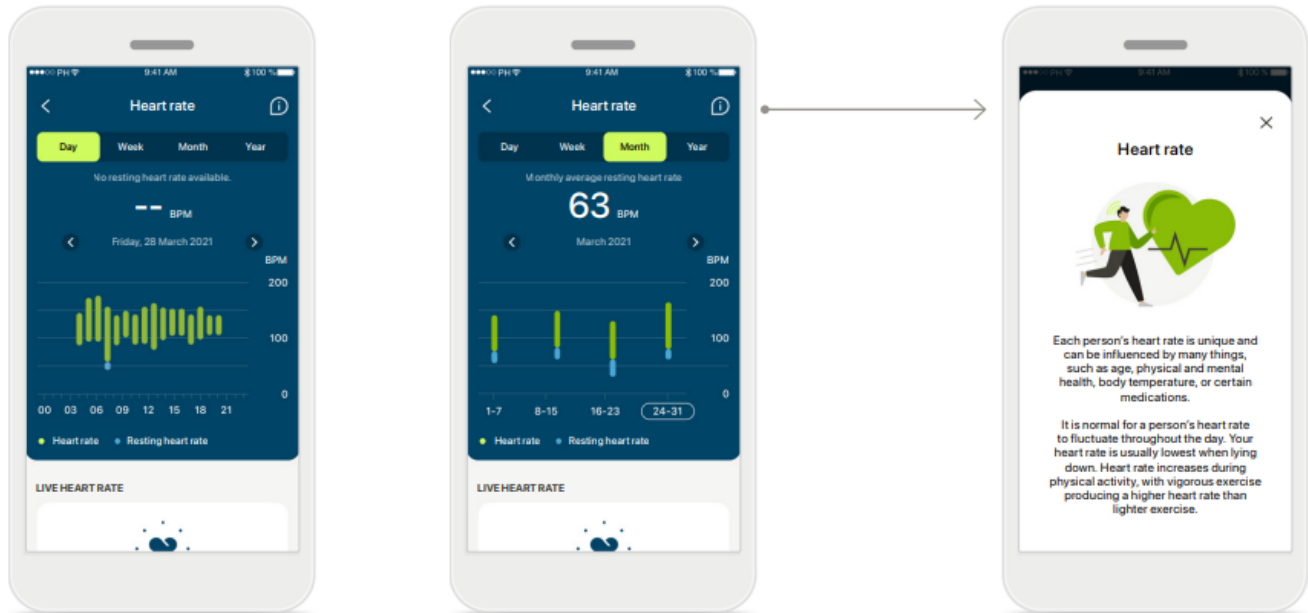 ●●●○○ PH 9:41 AM 100 %
Heart rate
Day Week Month Year
No resting heart rate available.
-- BPM
Friday, 28 March 2021
BPM
200
100
0
00 03 06 09 12 15 18 21
Heart rate Resting heart rate
LIVE HEART RATE
●●●○○ PH 9:41 AM 100 %
Heart rate
Day Week Month Year
Monthly average resting heart rate
63 BPM
March 2021
BPM
200
100
0
1-7 8-15 16-23 24-31
Heart rate Resting heart rate
LIVE HEART RATE
●●●○○ PH 9:41 AM 100 %
Heart rate
Each person's heart rate is unique and
can be influenced by many things,
such as age, physical and mental
health, body temperature, or certain
medications.
It is normal for a person's heart rate
to fluctuate throughout the day. Your
heart rate is usually lowest when lying
down. Heart rate increases during
physical activity, with vigorous exercise
producing a higher heart rate than
lighter exercise.